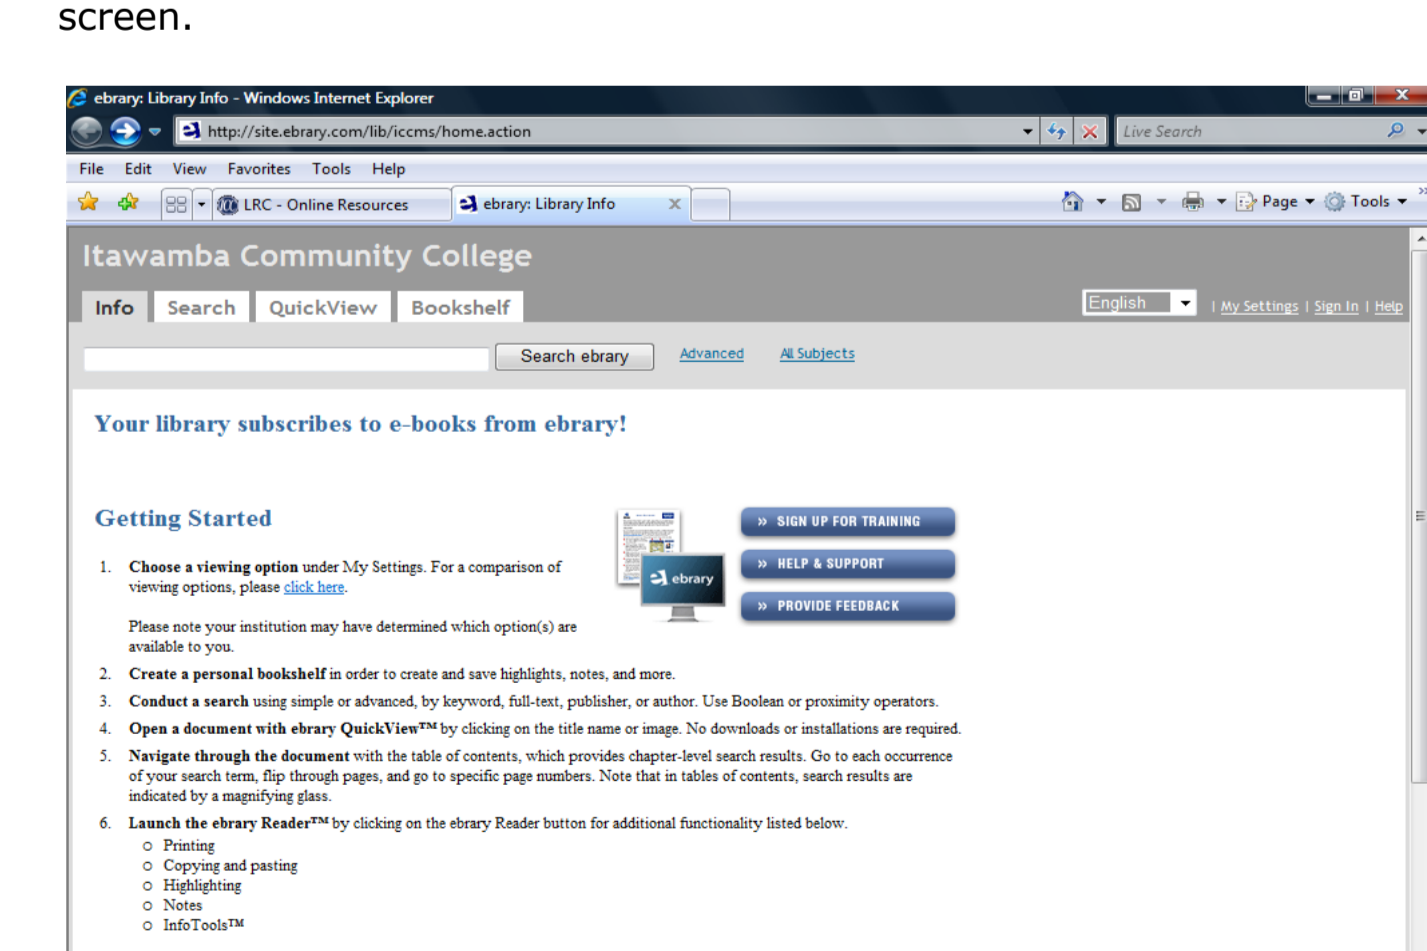 screen.
ebrary: Library Info - Windows Internet Explorer
http://site.ebrary.com/lib/iccms/home.action
Live Search
File Edit View Favorites Tools Help
LRC - Online Resources
ebrary: Library Info
Page
Tools
Itawamba Community College
Info Search QuickView Bookshelf
English
| My Settings | Sign In | Help
Search ebrary Advanced All Subjects
Your library subscribes to e-books from ebrary!
Getting Started
1. Choose a viewing option under My Settings. For a comparison of
viewing options, please click here.
Please note your institution may have determined which option(s) are
available to you.
ebrary
» SIGN UP FOR TRAINING
» HELP & SUPPORT
» PROVIDE FEEDBACK
2. Create a personal bookshelf in order to create and save highlights, notes, and more.
3. Conduct a search using simple or advanced, by keyword, full-text, publisher, or author. Use Boolean or proximity operators.
4. Open a document with ebrary QuickView™ by clicking on the title name or image. No downloads or installations are required.
5. Navigate through the document with the table of contents, which provides chapter-level search results. Go to each occurrence
of your search term, flip through pages, and go to specific page numbers. Note that in tables of contents, search results are
indicated by a magnifying glass.
6. Launch the ebrary Reader™ by clicking on the ebrary Reader button for additional functionality listed below.
o Printing
o Copying and pasting
o Highlighting
o Notes
o InfoTools™